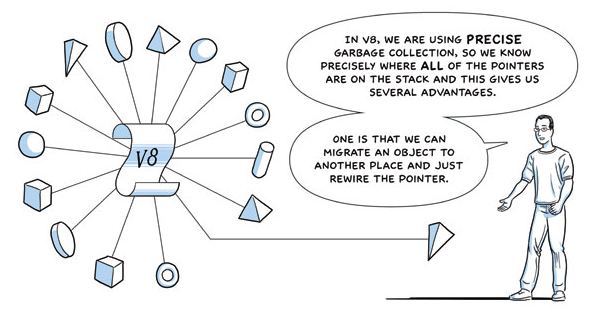 IN V8, WE ARE USING PRECISE
GARBAGE COLLECTION, SO WE KNOW
PRECISELY WHERE ALL OF THE POINTERS
ARE ON THE STACK AND THIS GIVES US
SEVERAL ADVANTAGES.
ONE IS THAT WE CAN
MIGRATE AN OBJECT TO
ANOTHER PLACE AND JUST
REWIRE THE POINTER.
V8